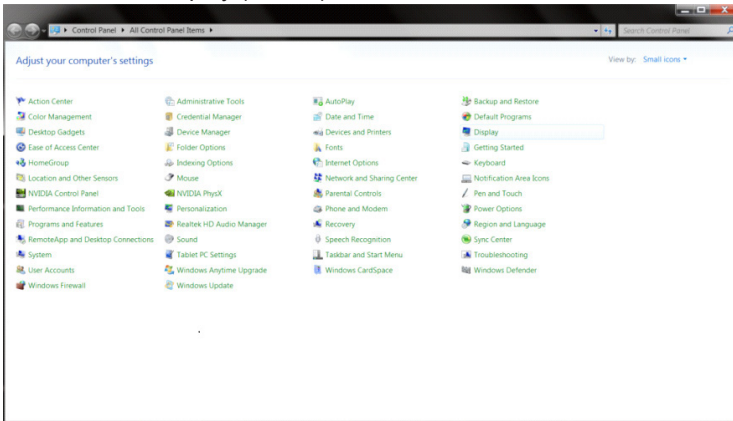 Control Panel All Control Panel Items Search Control Panel
Adjust your computer's settings View by: Small icons
Action Center Administrative Tools AutoPlay Backup and Restore
Color Management Credential Manager Date and Time Default Programs
Desktop Gadgets Device Manager Devices and Printers Display
Ease of Access Center Folder Options Fonts Getting Started
HomeGroup Indexing Options Internet Options Keyboard
Location and Other Sensors Mouse Network and Sharing Center Notification Area Icons
NVIDIA Control Panel NVIDIA PhysX Parental Controls Pen and Touch
Performance Information and Tools Personalization Phone and Modem Power Options
Programs and Features Realtek HD Audio Manager Recovery Region and Language
RemoteApp and Desktop Connections Sound Speech Recognition Sync Center
System Tablet PC Settings Taskbar and Start Menu Troubleshooting
User Accounts Windows Anytime Upgrade Windows CardSpace Windows Defender
Windows Firewall Windows Update